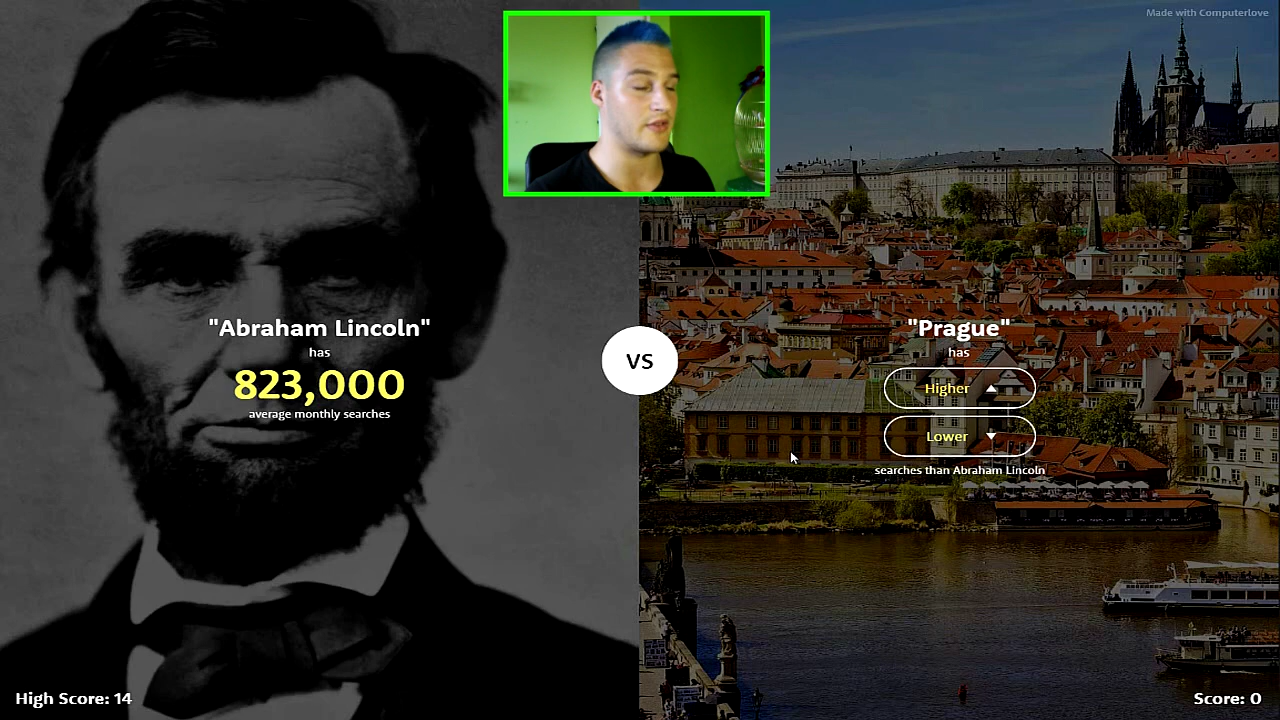 Made with Computerlove
"Abraham Lincoln"
has
823,000
average monthly searches
VS
"Prague"
has
Higher
Lower
searches than Abraham Lincoln
High Score: 14
Score: 0